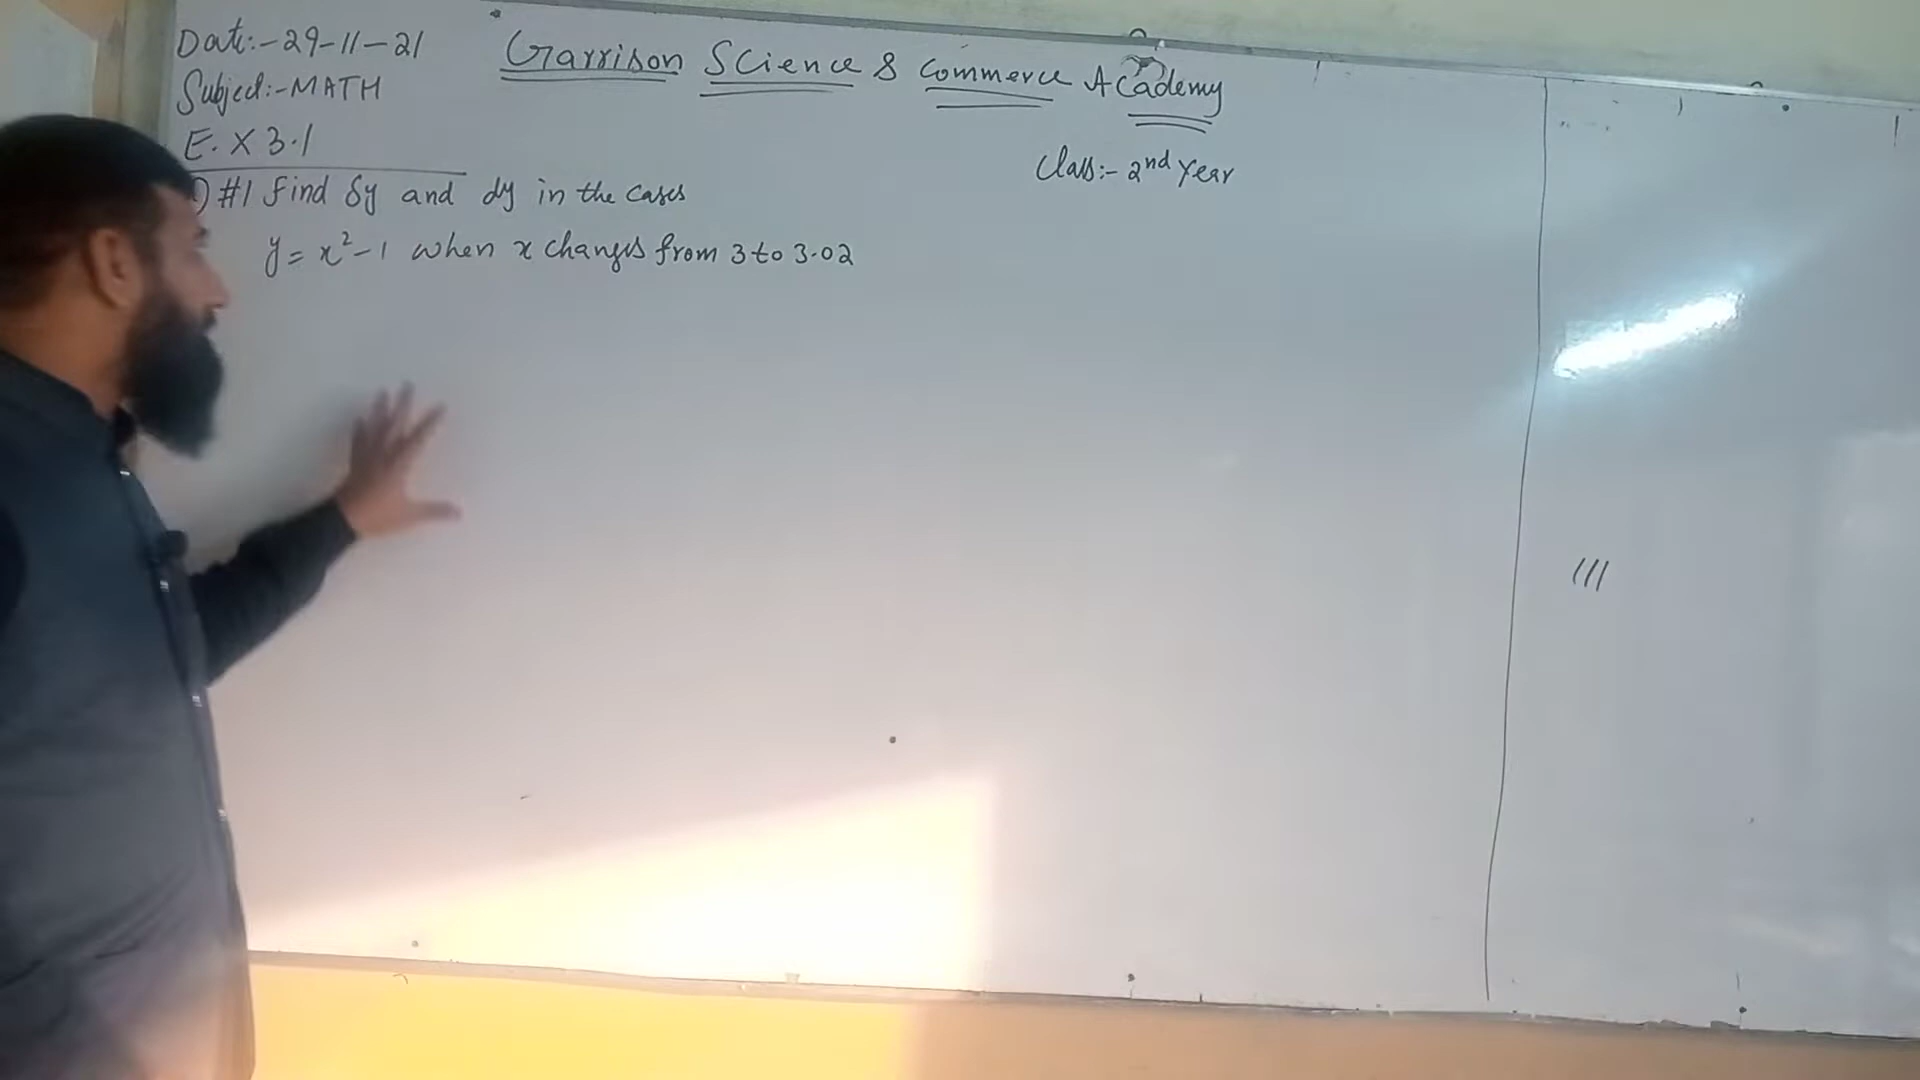 Date:-29-11-21
Garrison Science & Commerce Academy
Subject:-MATH
E.X 3.1
Class:- 2nd Year
#1 Find δy and dy in the cases
y = x²-1 when x changes from 3 to 3.02